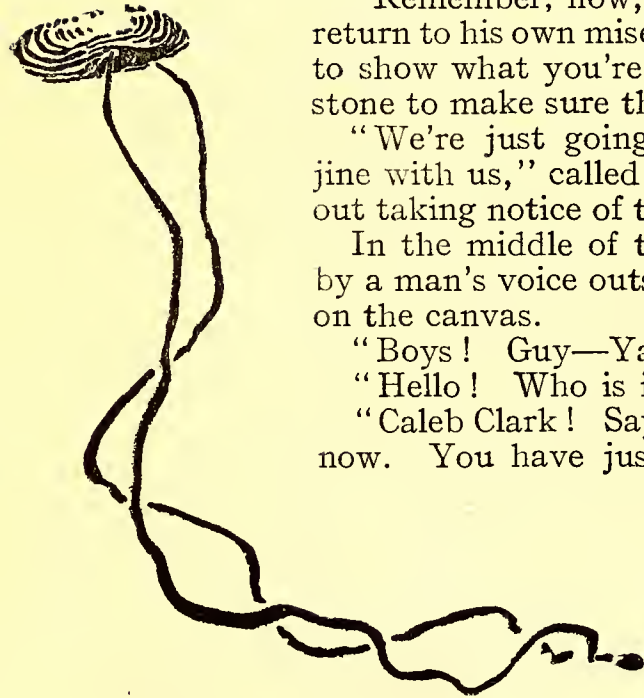 "Remember, now,
return to his own mise
to show what you're
stone to make sure th
"We're just going
jine with us," called
out taking notice of t
In the middle of t
by a man's voice outs
on the canvas.
"Boys! Guy—Ya
"Hello! Who is i
"Caleb Clark! Sa
now. You have jus